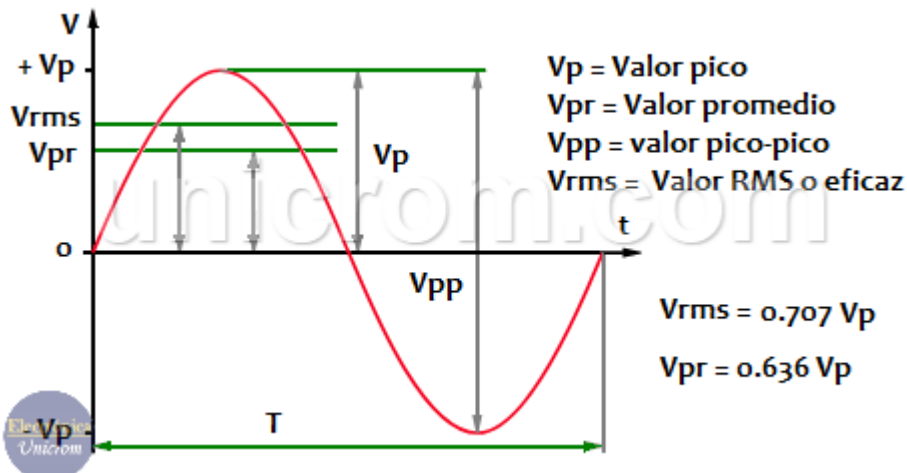 V
+ Vp
Vrms
Vpr
o
- Vp
Vp
Vpp
T
t
Vp = Valor pico
Vpr = Valor promedio
Vpp = valor pico-pico
Vrms = Valor RMS o eficaz
unicrom.com
Vrms = 0.707 Vp
Vpr = 0.636 Vp
Electrónica
Unicrom